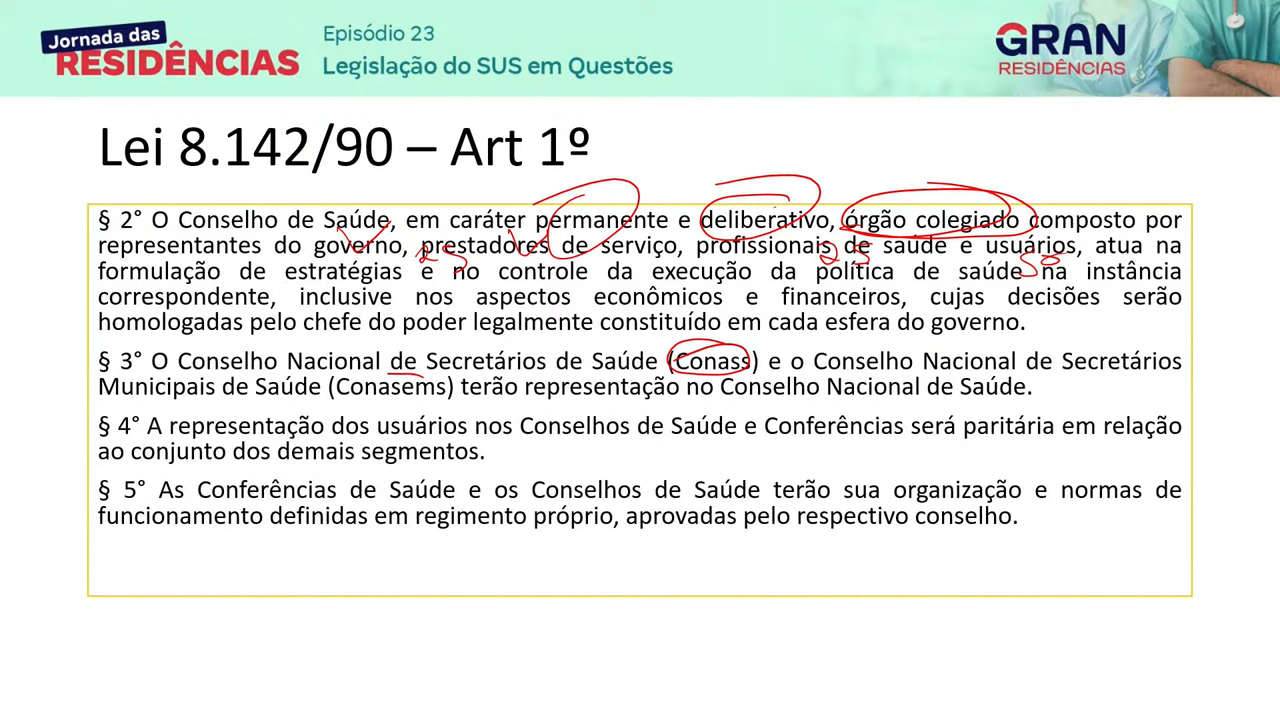 Jornada das
RESIDÊNCIAS
Episódio 23
Legislação do SUS em Questões
GRAN
RESIDÊNCIAS
Lei 8.142/90 – Art 1º
§ 2° O Conselho de Saúde, em caráter permanente e deliberativo, órgão colegiado composto por
representantes do governo, prestadores de serviço, profissionais de saúde e usuários, atua na
25 25 50
formulação de estratégias e no controle da execução da política de saúde na instância
correspondente, inclusive nos aspectos econômicos e financeiros, cujas decisões serão
homologadas pelo chefe do poder legalmente constituído em cada esfera do governo.
§ 3° O Conselho Nacional de Secretários de Saúde (Conass) e o Conselho Nacional de Secretários
Municipais de Saúde (Conasems) terão representação no Conselho Nacional de Saúde.
§ 4° A representação dos usuários nos Conselhos de Saúde e Conferências será paritária em relação
ao conjunto dos demais segmentos.
§ 5° As Conferências de Saúde e os Conselhos de Saúde terão sua organização e normas de
funcionamento definidas em regimento próprio, aprovadas pelo respectivo conselho.